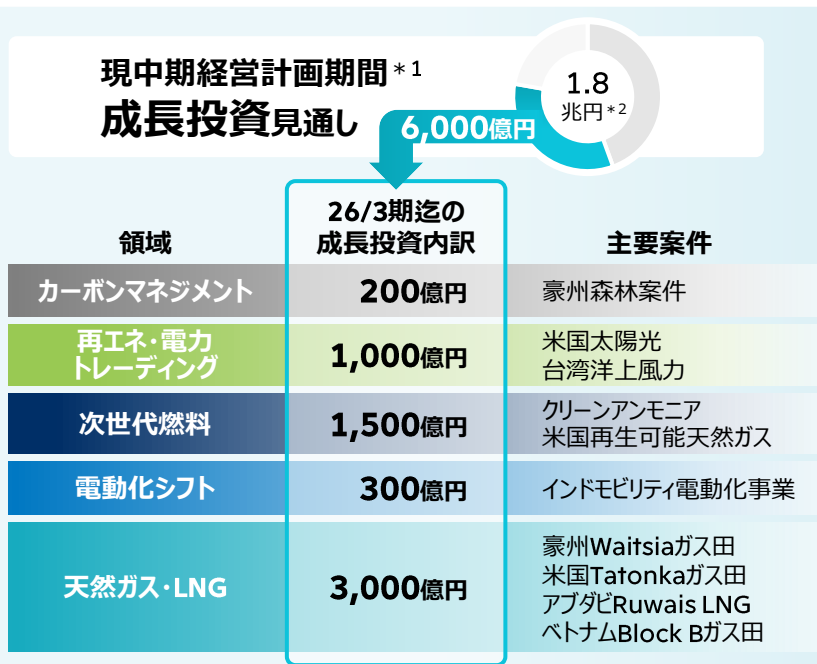 現中期経営計画期間*1
成長投資見通し
6,000億円
1.8
兆円*2
領域
26/3期迄の
成長投資内訳
主要案件
カーボンマネジメント
200億円
豪州森林案件
再エネ・電力
トレーディング
1,000億円
米国太陽光
台湾洋上風力
次世代燃料
1,500億円
クリーンアンモニア
米国再生可能天然ガス
電動化シフト
300億円
インドモビリティ電動化事業
天然ガス・LNG
3,000億円
豪州Waitsiaガス田
米国Tatonkaガス田
アブダビRuwais LNG
ベトナムBlock Bガス田